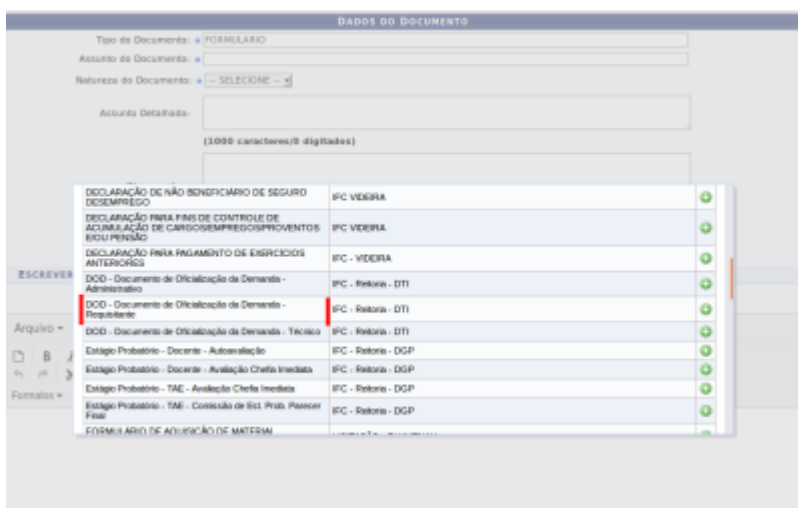 DADOS DO DOCUMENTO
Tipo do Documento: FORMULARIO
Assunto do Documento:
Natureza do Documento: -- SELECIONE --
Assunto Detalhado:
(1000 caracteres/0 digitados)
DECLARAÇÃO DE NÃO BENEFICIÁRIO DE SEGURO DESEMPREGO IFC VIDEIRA
DECLARAÇÃO PARA FINS DE CONTROLE DE
ACUMULAÇÃO DE CARGOS/EMPREGOS/PROVENTOS IFC VIDEIRA
E/OU PENSÃO
DECLARAÇÃO PARA PAGAMENTO DE EXERCÍCIOS
ANTERIORES IFC - VIDEIRA
ESCREVER
DOD - Documento de Oficialização da Demanda -
Administrativo IFC - Reitoria - DTI
DOD - Documento de Oficialização da Demanda -
Requisitante IFC - Reitoria - DTI
Arquivo
DOD - Documento de Oficialização da Demanda - Técnico IFC - Reitoria - DTI
Estágio Probatório - Docente - Autoavaliação IFC - Reitoria - DGP
B
Estágio Probatório - Docente - Avaliação Chefia Imediata IFC - Reitoria - DGP
Estágio Probatório - TAE - Avaliação Chefia Imediata IFC - Reitoria - DGP
Formatos
Estágio Probatório - TAE - Comissão de Est. Prob. Parecer
Final IFC - Reitoria - DGP
FORMULARIO DE AQUISIÇÃO DE MATERIAL